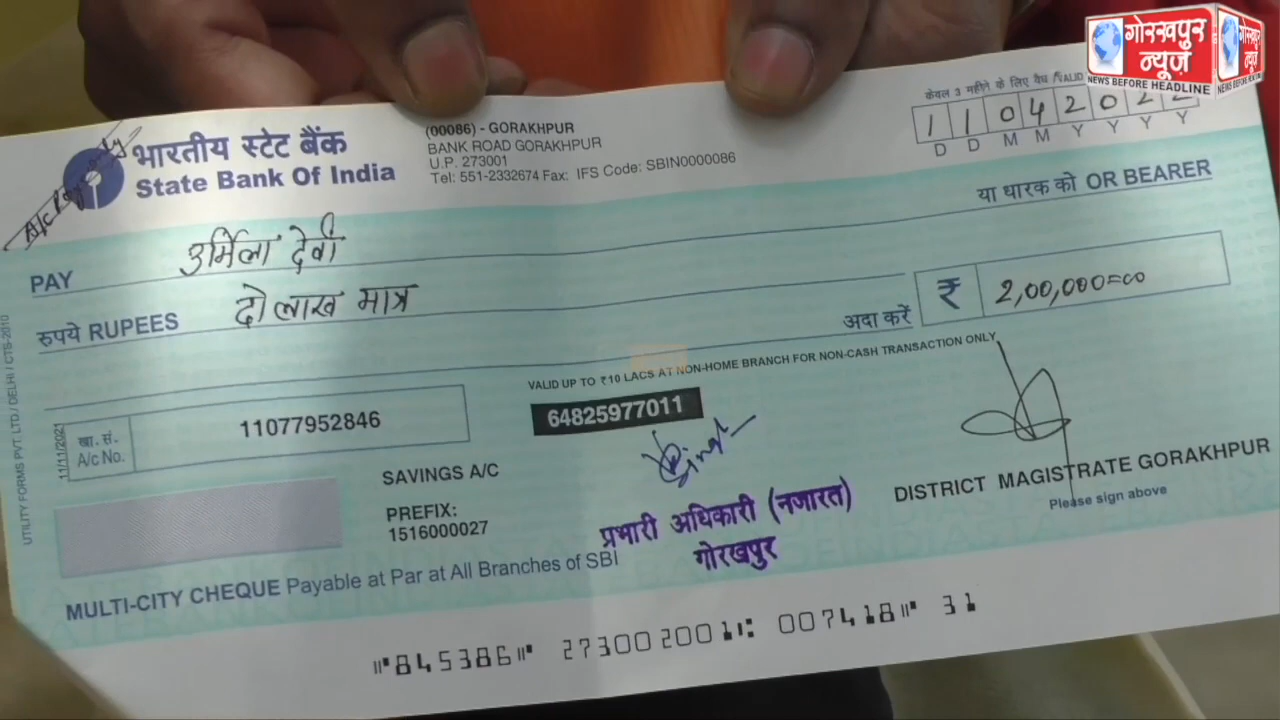 गोरखपुर
न्यूज़
NEWS BEFORE HEADLINE
केवल 3 महीने के लिए वैध / VALID
1 1 0 4 2 0 2 2
D D M M Y Y Y Y
A/c Pay only
भारतीय स्टेट बैंक
State Bank Of India
(00086) - GORAKHPUR
BANK ROAD GORAKHPUR
U.P. 273001
Tel: 551-2332674 Fax: IFS Code: SBIN0000086
या धारक को OR BEARER
PAY उर्मिला देवी
रुपये RUPEES दो लाख मात्र
अदा करें ₹ 2,00,000=00
VALID UP TO ₹10 LACS AT NON-HOME BRANCH FOR NON-CASH TRANSACTION ONLY
64825977011
11/11/2021
खा. सं.
A/c No. 11077952846
UTILITY FORMS PVT. LTD / DELHI / CTS-2010
SAVINGS A/C
PREFIX:
1516000027
प्रभारी अधिकारी (नजारत)
गोरखपुर
DISTRICT MAGISTRATE GORAKHPUR
Please sign above
MULTI-CITY CHEQUE Payable at Par at All Branches of SBI
⑈845386⑈ 273002001⑆ 007418⑈ 31